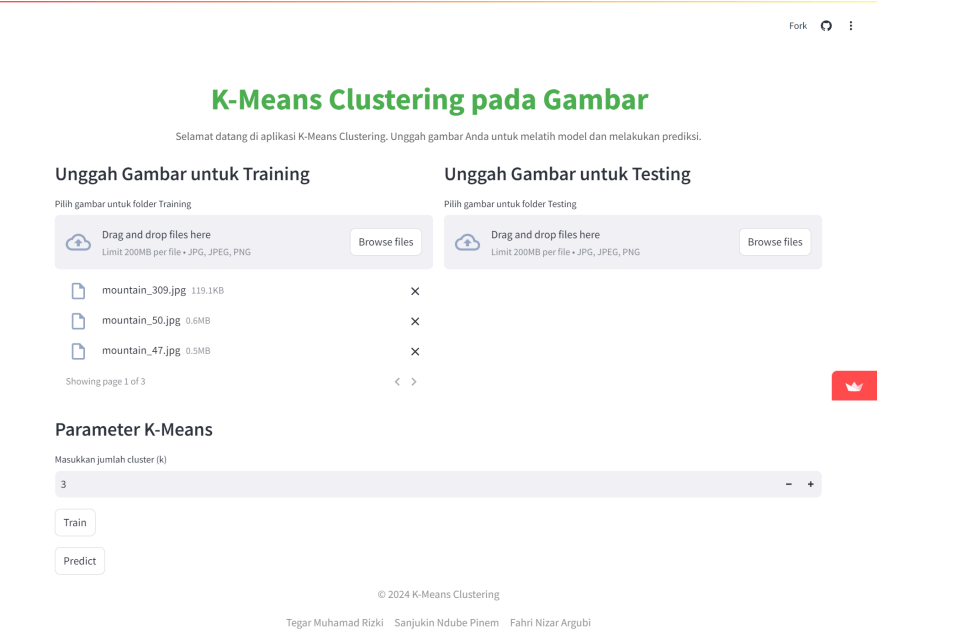 Fork
K-Means Clustering pada Gambar
Selamat datang di aplikasi K-Means Clustering. Unggah gambar Anda untuk melatih model dan melakukan prediksi.
Unggah Gambar untuk Training
Pilih gambar untuk folder Training
Drag and drop files here
Limit 200MB per file • JPG, JPEG, PNG
Browse files
mountain_309.jpg 119.1KB
mountain_50.jpg 0.6MB
mountain_47.jpg 0.5MB
Showing page 1 of 3
Unggah Gambar untuk Testing
Pilih gambar untuk folder Testing
Drag and drop files here
Limit 200MB per file • JPG, JPEG, PNG
Browse files
Parameter K-Means
Masukkan jumlah cluster (k)
3
Train
Predict
© 2024 K-Means Clustering
Tegar Muhamad Rizki Sanjukin Ndube Pinem Fahri Nizar Argubi